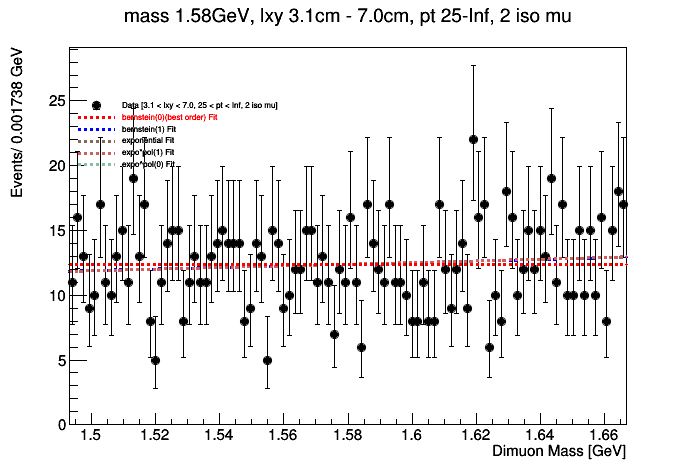 mass 1.58GeV, lxy 3.1cm - 7.0cm, pt 25-Inf, 2 iso mu
Events/ 0.001738 GeV
25
20
15
10
5
0
Data [3.1 < lxy < 7.0, 25 < pt < Inf, 2 iso mu]
bernstein(0)(best order) Fit
bernstein(1) Fit
exponential Fit
expo*pol(1) Fit
expo*pol(0) Fit
1.5 1.52 1.54 1.56 1.58 1.6 1.62 1.64 1.66
Dimuon Mass [GeV]